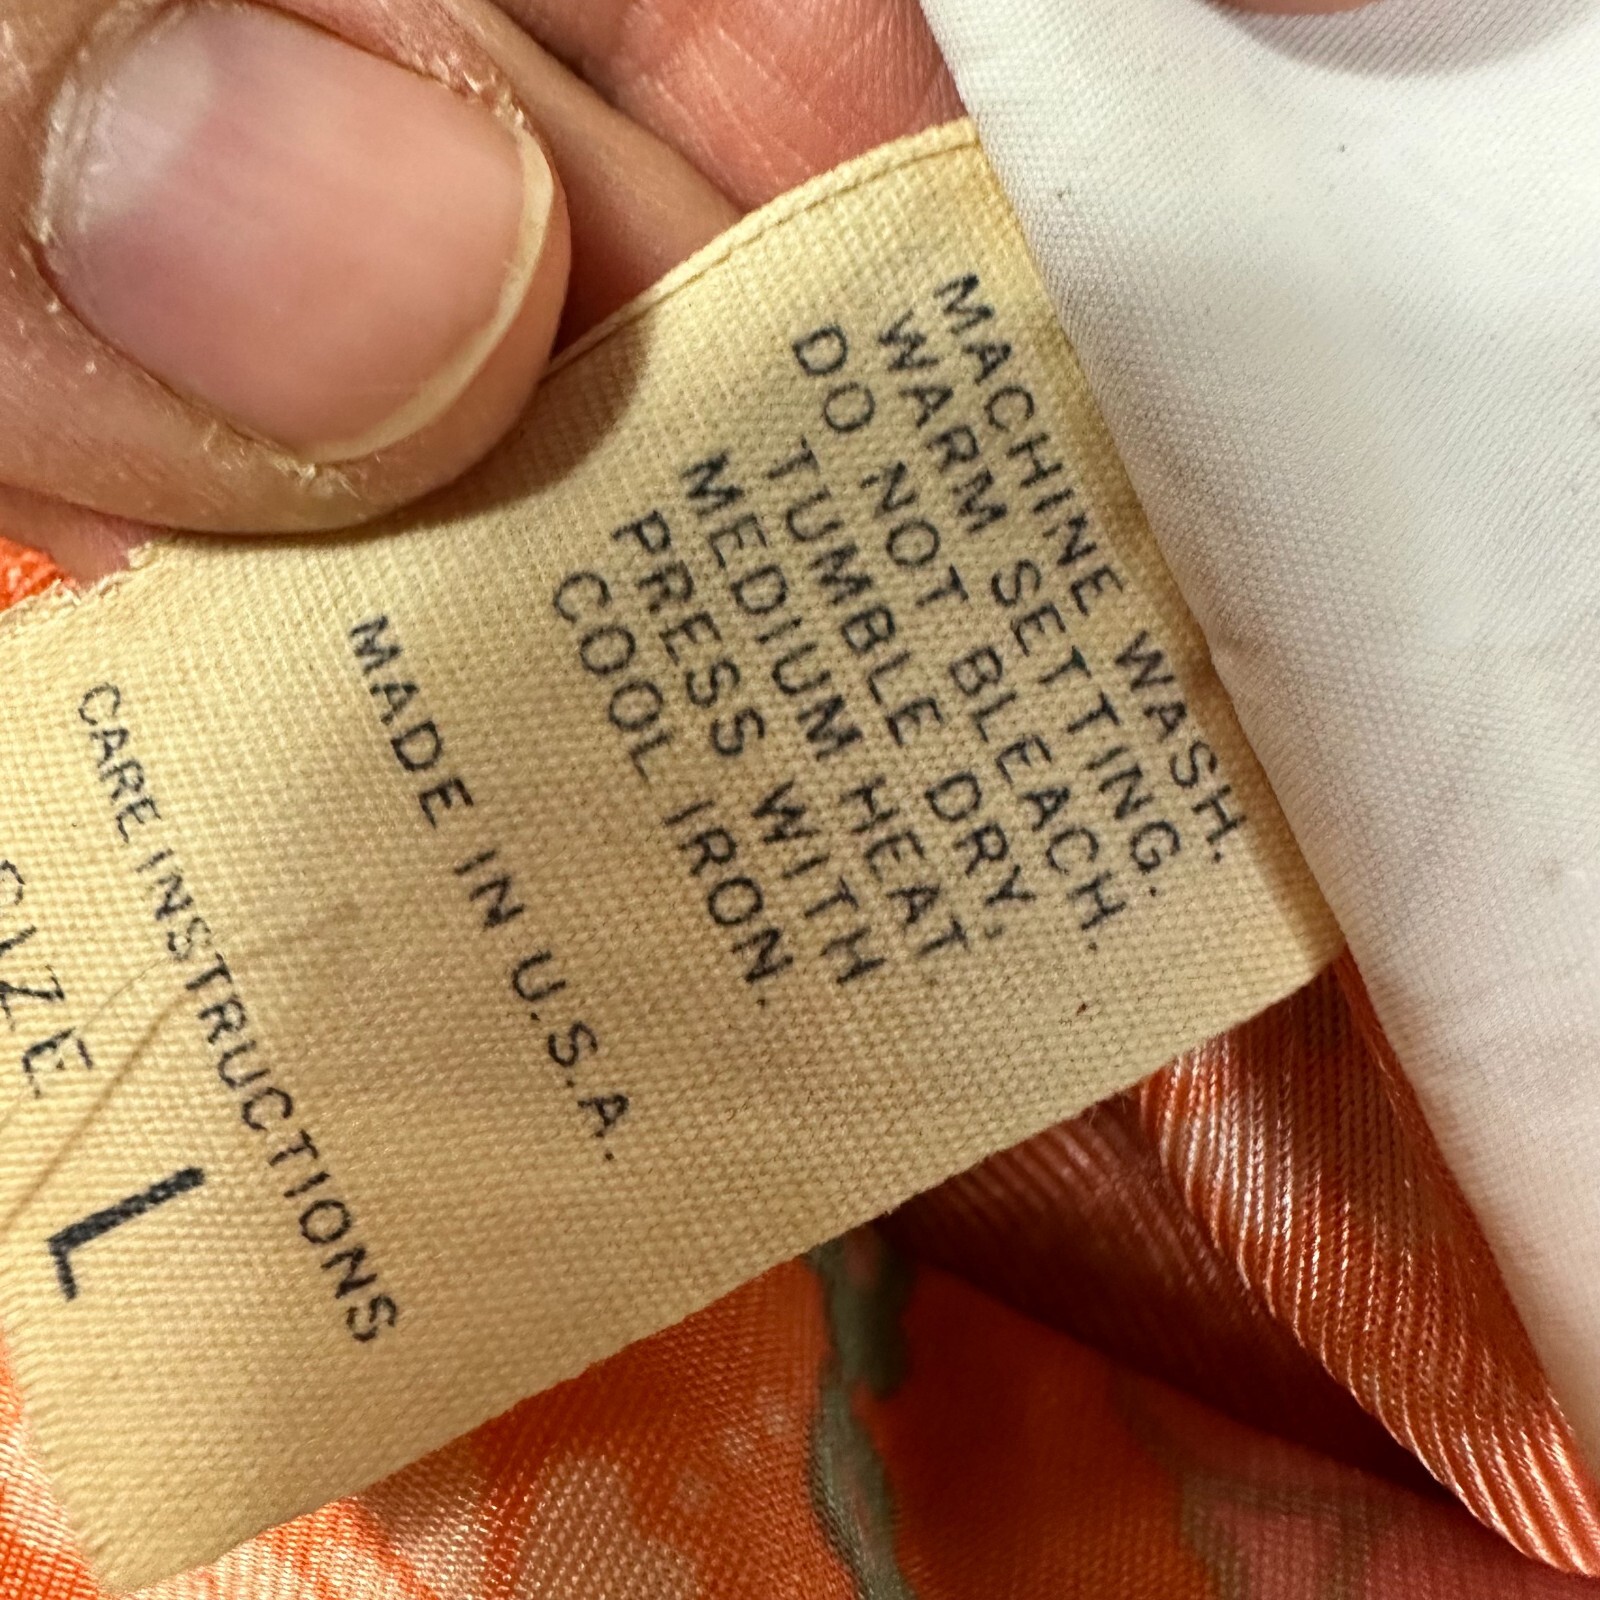 MACHINE WASH.
WARM SETTING.
DO NOT BLEACH.
TUMBLE DRY.
MEDIUM HEAT.
PRESS WITH
COOL IRON.
MADE IN U.S.A.
CARE INSTRUCTIONS
SIZE L